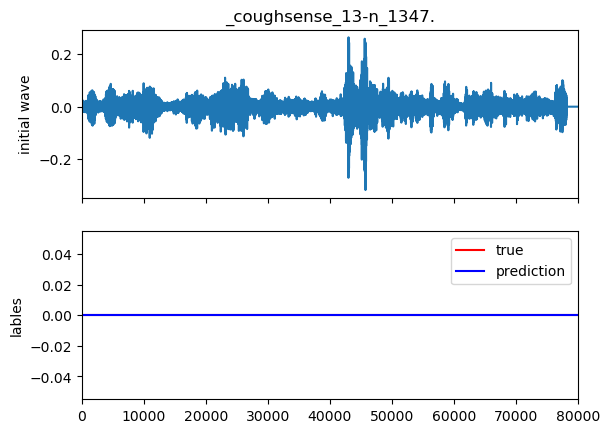 _coughsense_13-n_1347.
initial wave
0.2
0.0
−0.2
lables
0.04
0.02
0.00
−0.02
−0.04
true
prediction
0 10000 20000 30000 40000 50000 60000 70000 80000